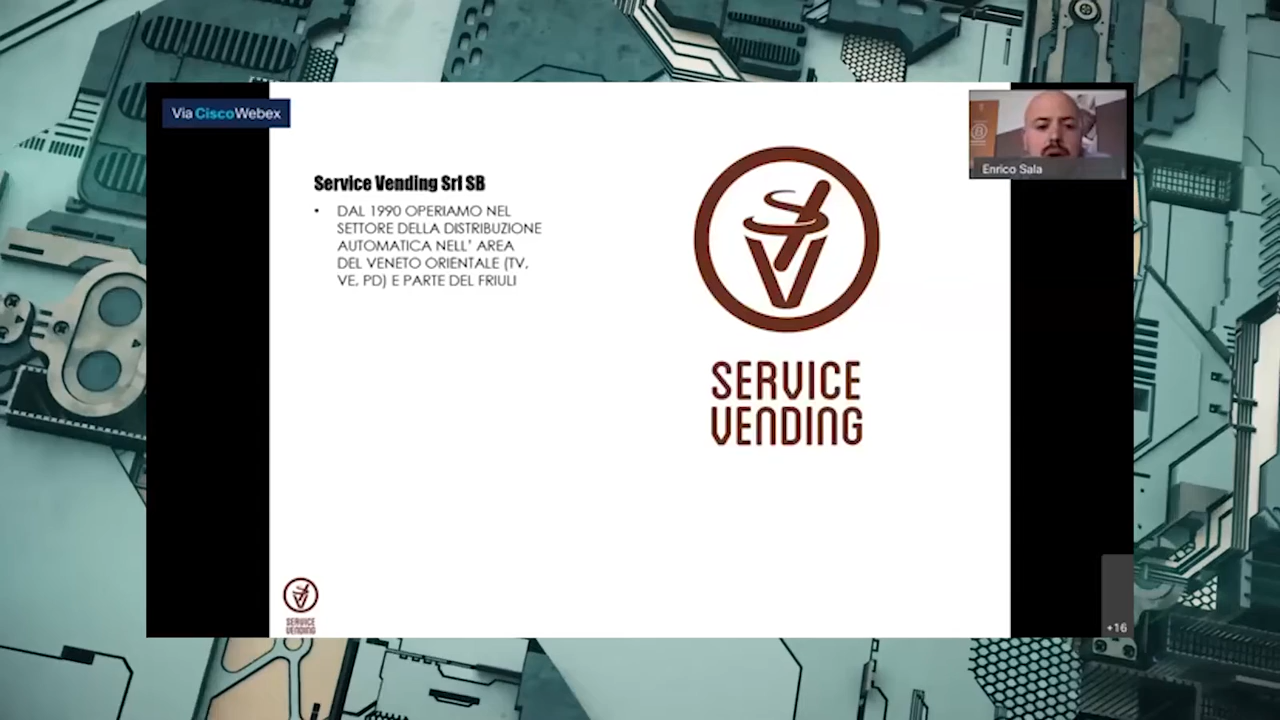 Via CiscoWebex
Enrico Sala
Service Vending Srl SB
• DAL 1990 OPERIAMO NEL
SETTORE DELLA DISTRIBUZIONE
AUTOMATICA NELL' AREA
DEL VENETO ORIENTALE (TV,
VE, PD) E PARTE DEL FRIULI
SERVICE
VENDING
SERVICE
VENDING
+16